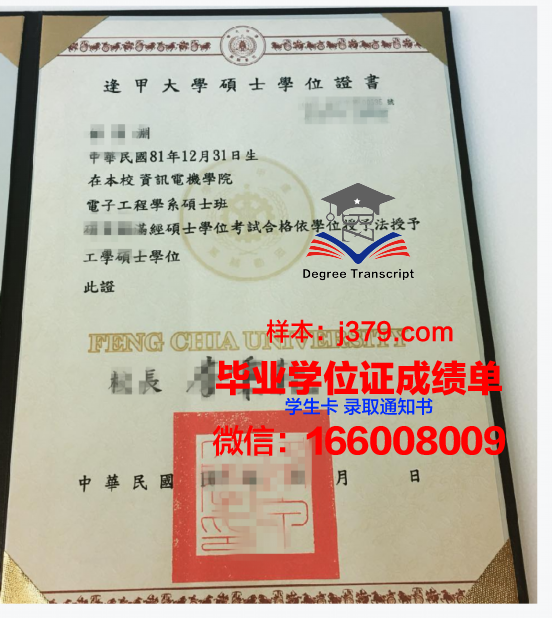 逢甲大學碩士學位證書
號
中華民國81年12月31日生
在本校 資訊電機學院
電子工程學系碩士班
經碩士學位考試合格依學位授予法授予
工學碩士學位
此證
Degree Transcript
FENG CHIA UNIVERSITY
样本：j379.com
校長
毕业学位证成绩单
学生卡 录取通知书
微信：166008009
中華民國
月
日